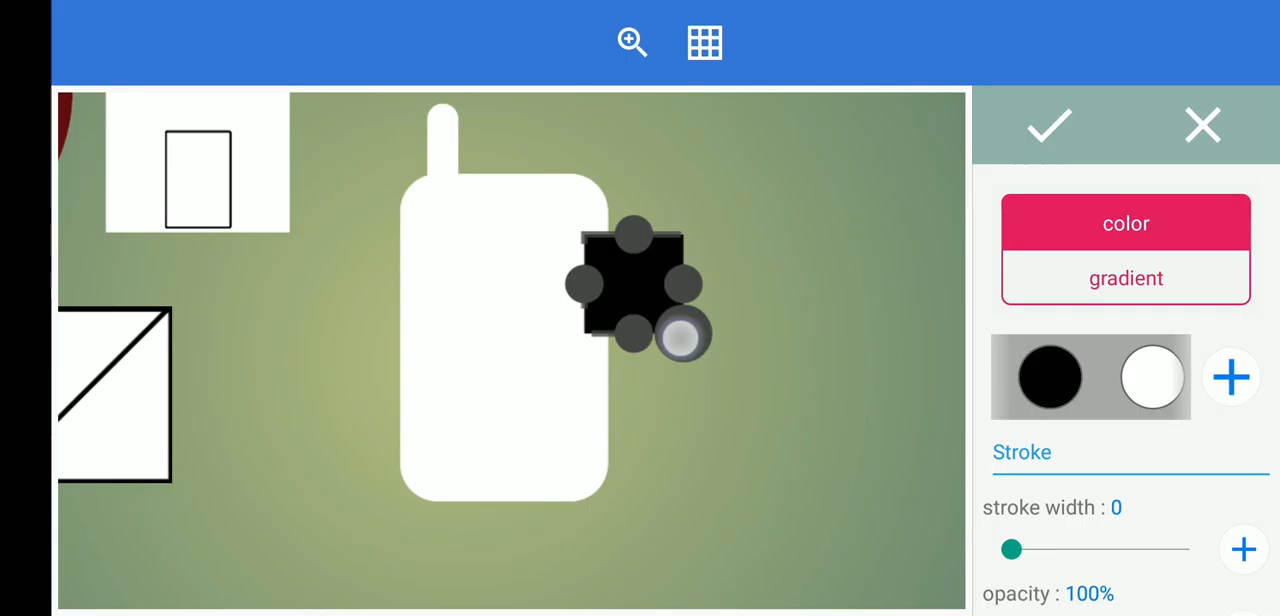 color
gradient
Stroke
stroke width : 0
opacity : 100%